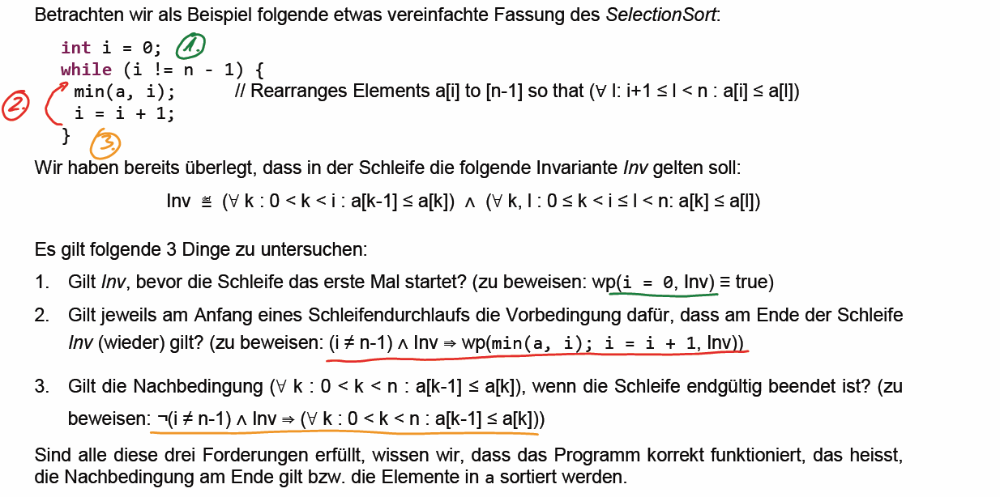 Betrachten wir als Beispiel folgende etwas vereinfachte Fassung des SelectionSort:
int i = 0; 1.
while (i != n - 1) {
min(a, i); // Rearranges Elements a[i] to [n-1] so that (∀ l: i+1 ≤ l < n : a[i] ≤ a[l])
2.
i = i + 1;
} 3.
Wir haben bereits überlegt, dass in der Schleife die folgende Invariante Inv gelten soll:
Inv ≝ (∀ k : 0 < k < i : a[k-1] ≤ a[k]) ∧ (∀ k, l : 0 ≤ k < i ≤ l < n: a[k] ≤ a[l])
Es gilt folgende 3 Dinge zu untersuchen:
1. Gilt Inv, bevor die Schleife das erste Mal startet? (zu beweisen: wp(i = 0, Inv) ≡ true)
2. Gilt jeweils am Anfang eines Schleifendurchlaufs die Vorbedingung dafür, dass am Ende der Schleife
Inv (wieder) gilt? (zu beweisen: (i ≠ n-1) ∧ Inv ⇒ wp(min(a, i); i = i + 1, Inv))
3. Gilt die Nachbedingung (∀ k : 0 < k < n : a[k-1] ≤ a[k]), wenn die Schleife endgültig beendet ist? (zu
beweisen: ¬(i ≠ n-1) ∧ Inv ⇒ (∀ k : 0 < k < n : a[k-1] ≤ a[k]))
Sind alle diese drei Forderungen erfüllt, wissen wir, dass das Programm korrekt funktioniert, das heisst,
die Nachbedingung am Ende gilt bzw. die Elemente in a sortiert werden.